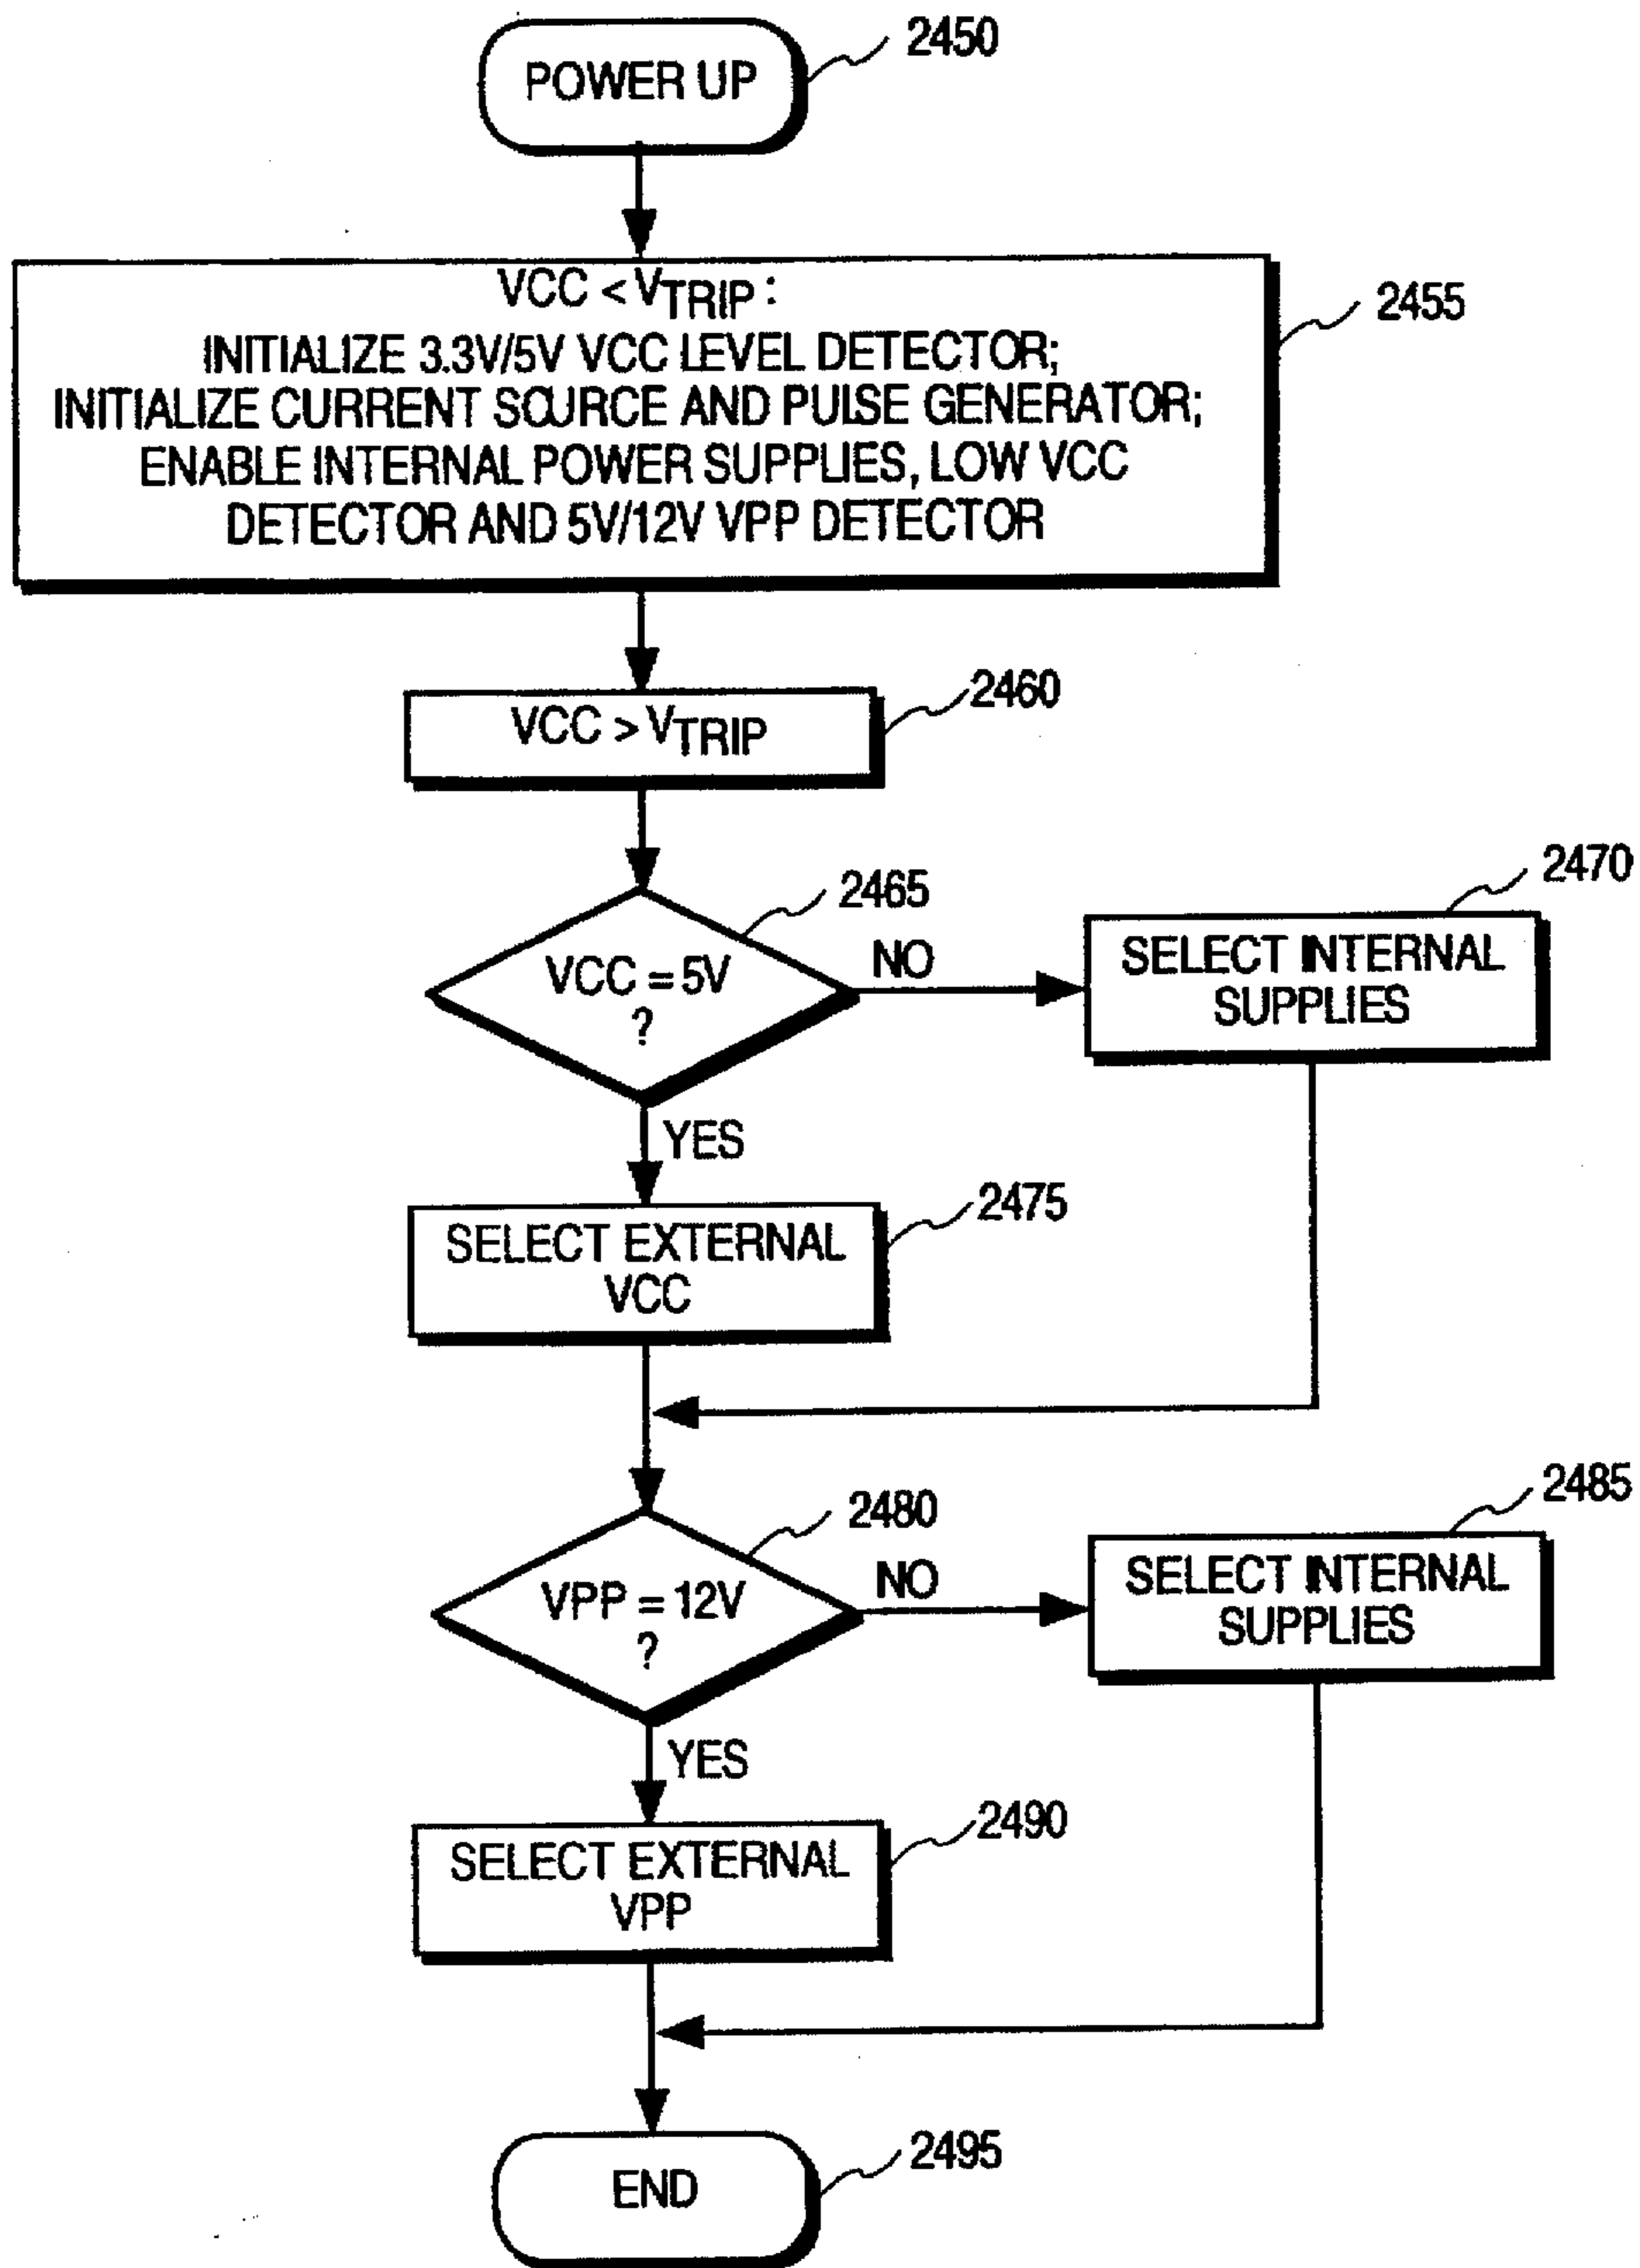 2450
POWER UP
VCC < VTRIP :
INITIALIZE 3.3V/5V VCC LEVEL DETECTOR;
INITIALIZE CURRENT SOURCE AND PULSE GENERATOR;
ENABLE INTERNAL POWER SUPPLIES, LOW VCC
DETECTOR AND 5V/12V VPP DETECTOR
2455
VCC > VTRIP
2460
2465
VCC = 5V
?
NO
2470
SELECT INTERNAL
SUPPLIES
YES
2475
SELECT EXTERNAL
VCC
2480
VPP = 12V
?
NO
2485
SELECT INTERNAL
SUPPLIES
YES
2490
SELECT EXTERNAL
VPP
2495
END